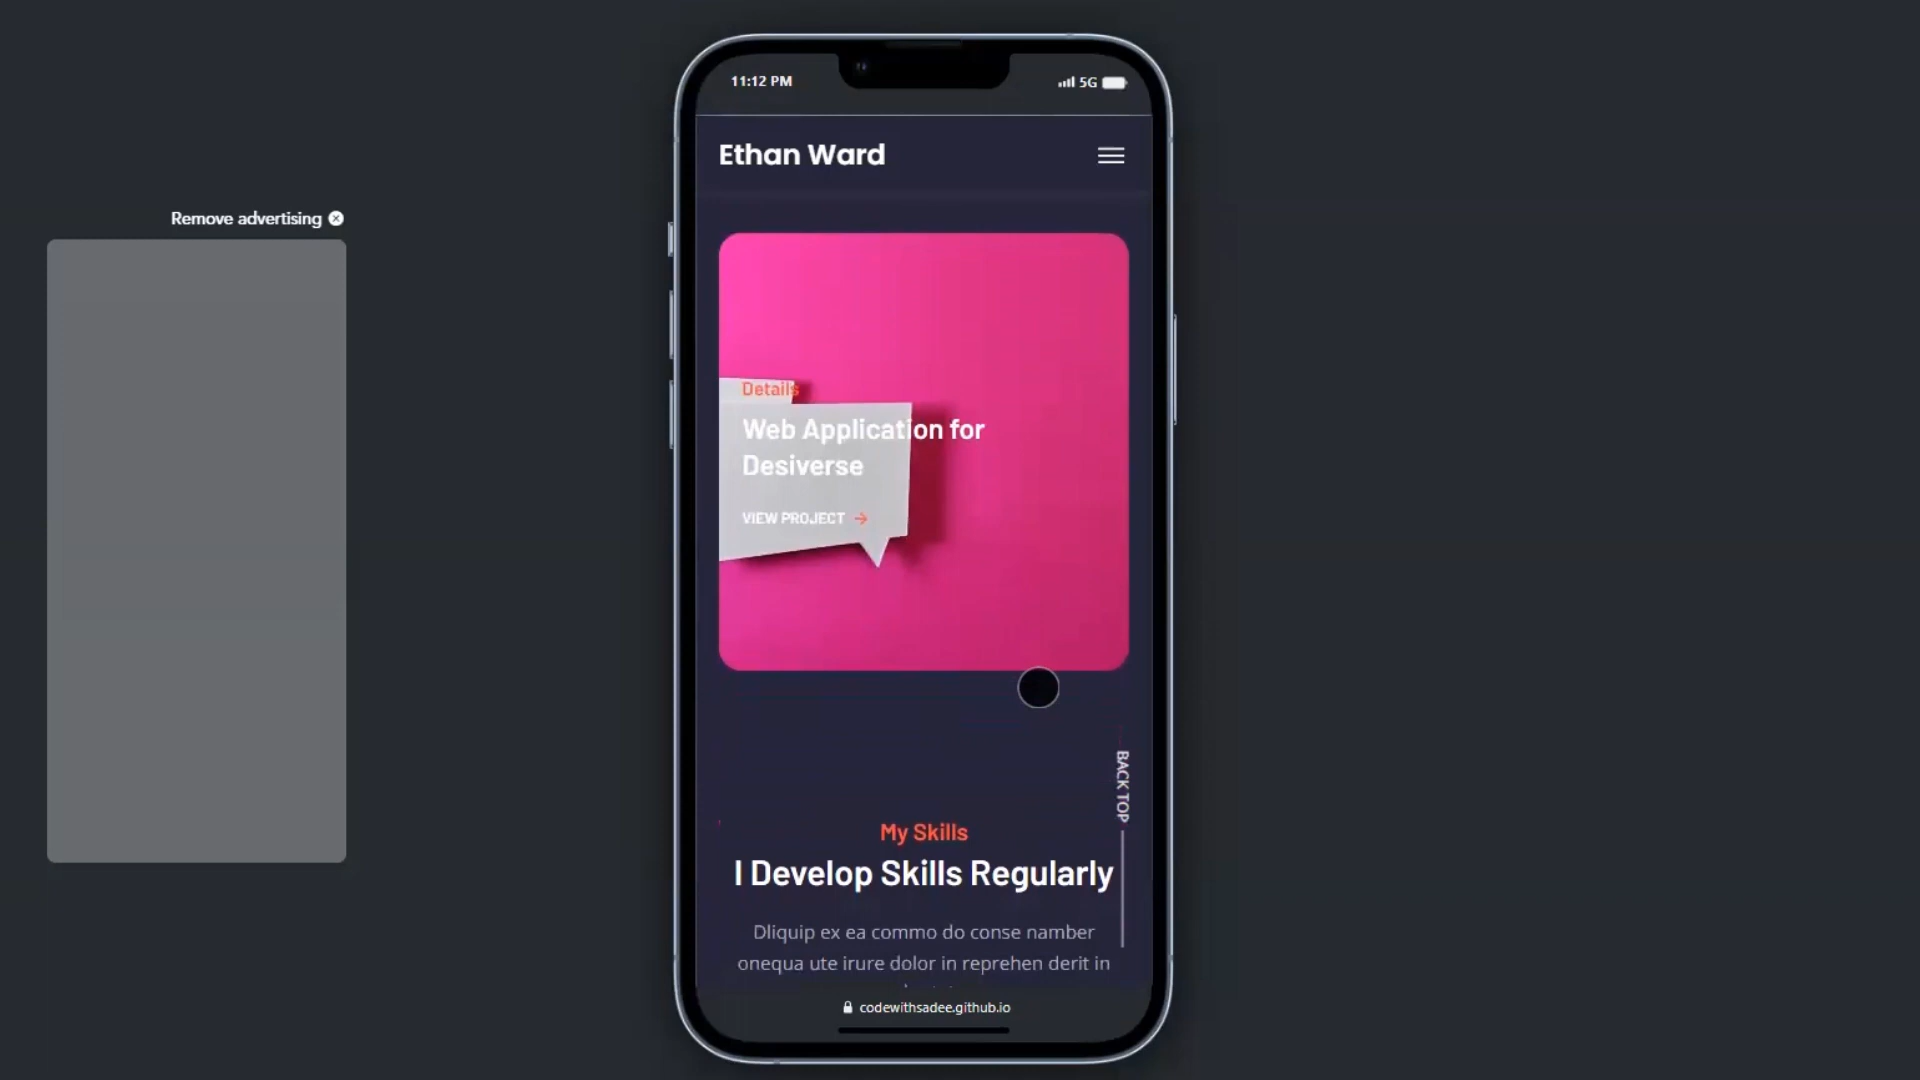 11:12 PM
5G
Ethan Ward
Remove advertising
Details
Web Application for
Desiverse
VIEW PROJECT
BACK TOP
My Skills
I Develop Skills Regularly
Dliquip ex ea commo do conse namber
onequa ute irure dolor in reprehen derit in
codewithsadee.github.io